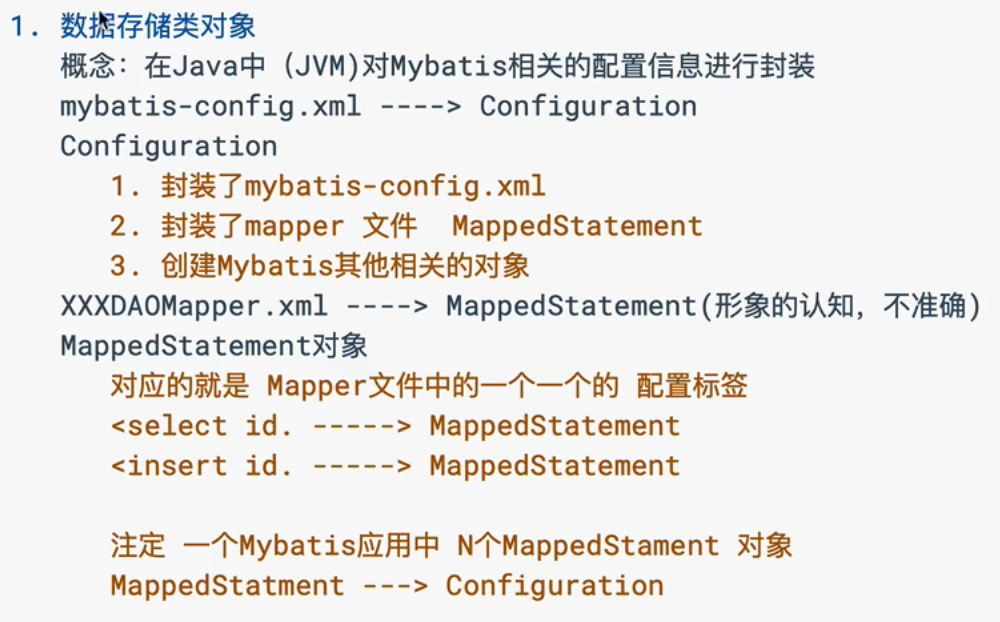 1. 数据存储类对象
概念：在Java中（JVM)对Mybatis相关的配置信息进行封装
mybatis-config.xml ----> Configuration
Configuration
1. 封装了mybatis-config.xml
2. 封装了mapper 文件  MappedStatement
3. 创建Mybatis其他相关的对象
XXXDAOMapper.xml ----> MappedStatement(形象的认知，不准确)
MappedStatement对象
对应的就是 Mapper文件中的一个一个的 配置标签
<select id. -----> MappedStatement
<insert id. -----> MappedStatement
注定 一个Mybatis应用中 N个MappedStament 对象
MappedStatment ---> Configuration